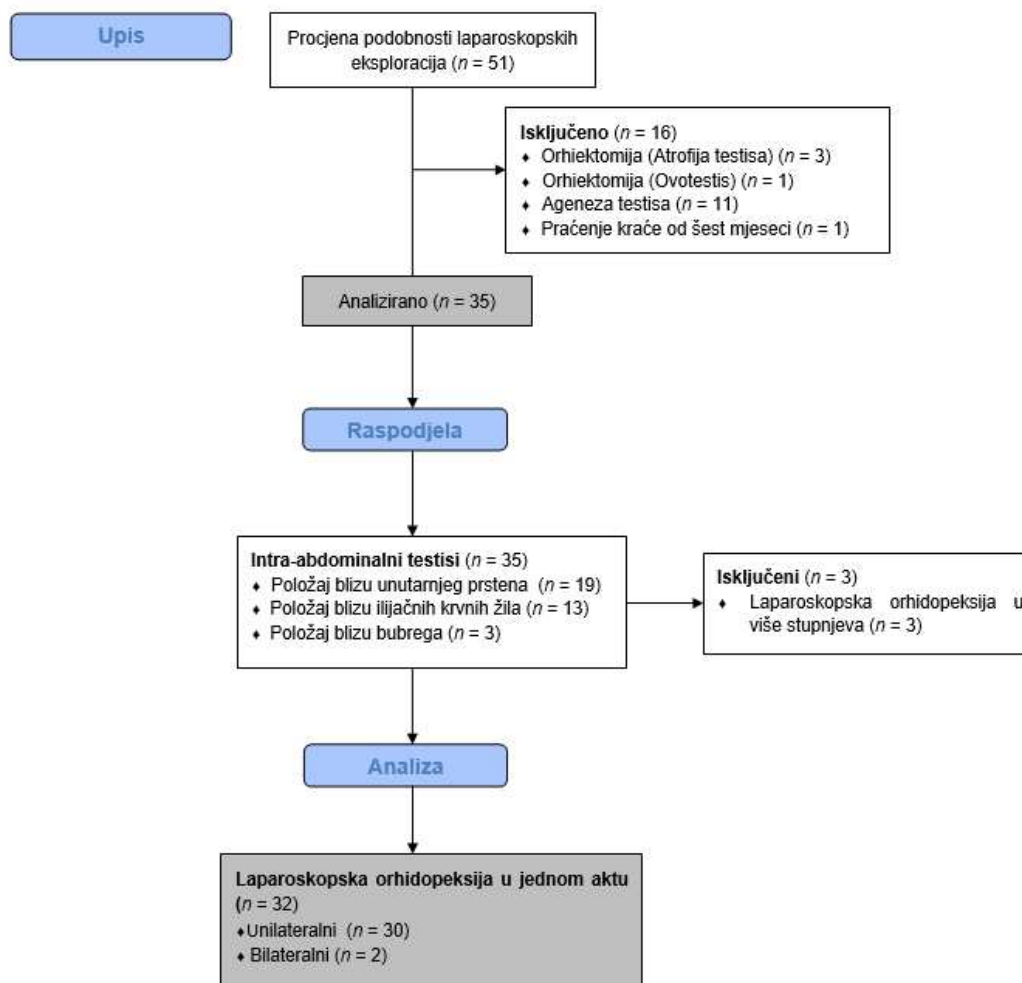 Upis
Procjena podobnosti laparoskopskih
eksploracija (n = 51)
Isključeno (n = 16)
♦ Orhiektomija (Atrofija testisa) (n = 3)
♦ Orhiektomija (Ovotestis) (n = 1)
♦ Ageneza testisa (n = 11)
♦ Praćenje kraće od šest mjeseci (n = 1)
Analizirano (n = 35)
Raspodjela
Intra-abdominalni testisi (n = 35)
♦ Položaj blizu unutarnjeg prstena (n = 19)
♦ Položaj blizu ilijačnih krvnih žila (n = 13)
♦ Položaj blizu bubrega (n = 3)
Isključeni (n = 3)
♦ Laparoskopska orhidopeksija u
više stupnjeva (n = 3)
Analiza
Laparoskopska orhidopeksija u jednom aktu
(n = 32)
♦Unilateralni (n = 30)
♦ Bilateralni (n = 2)